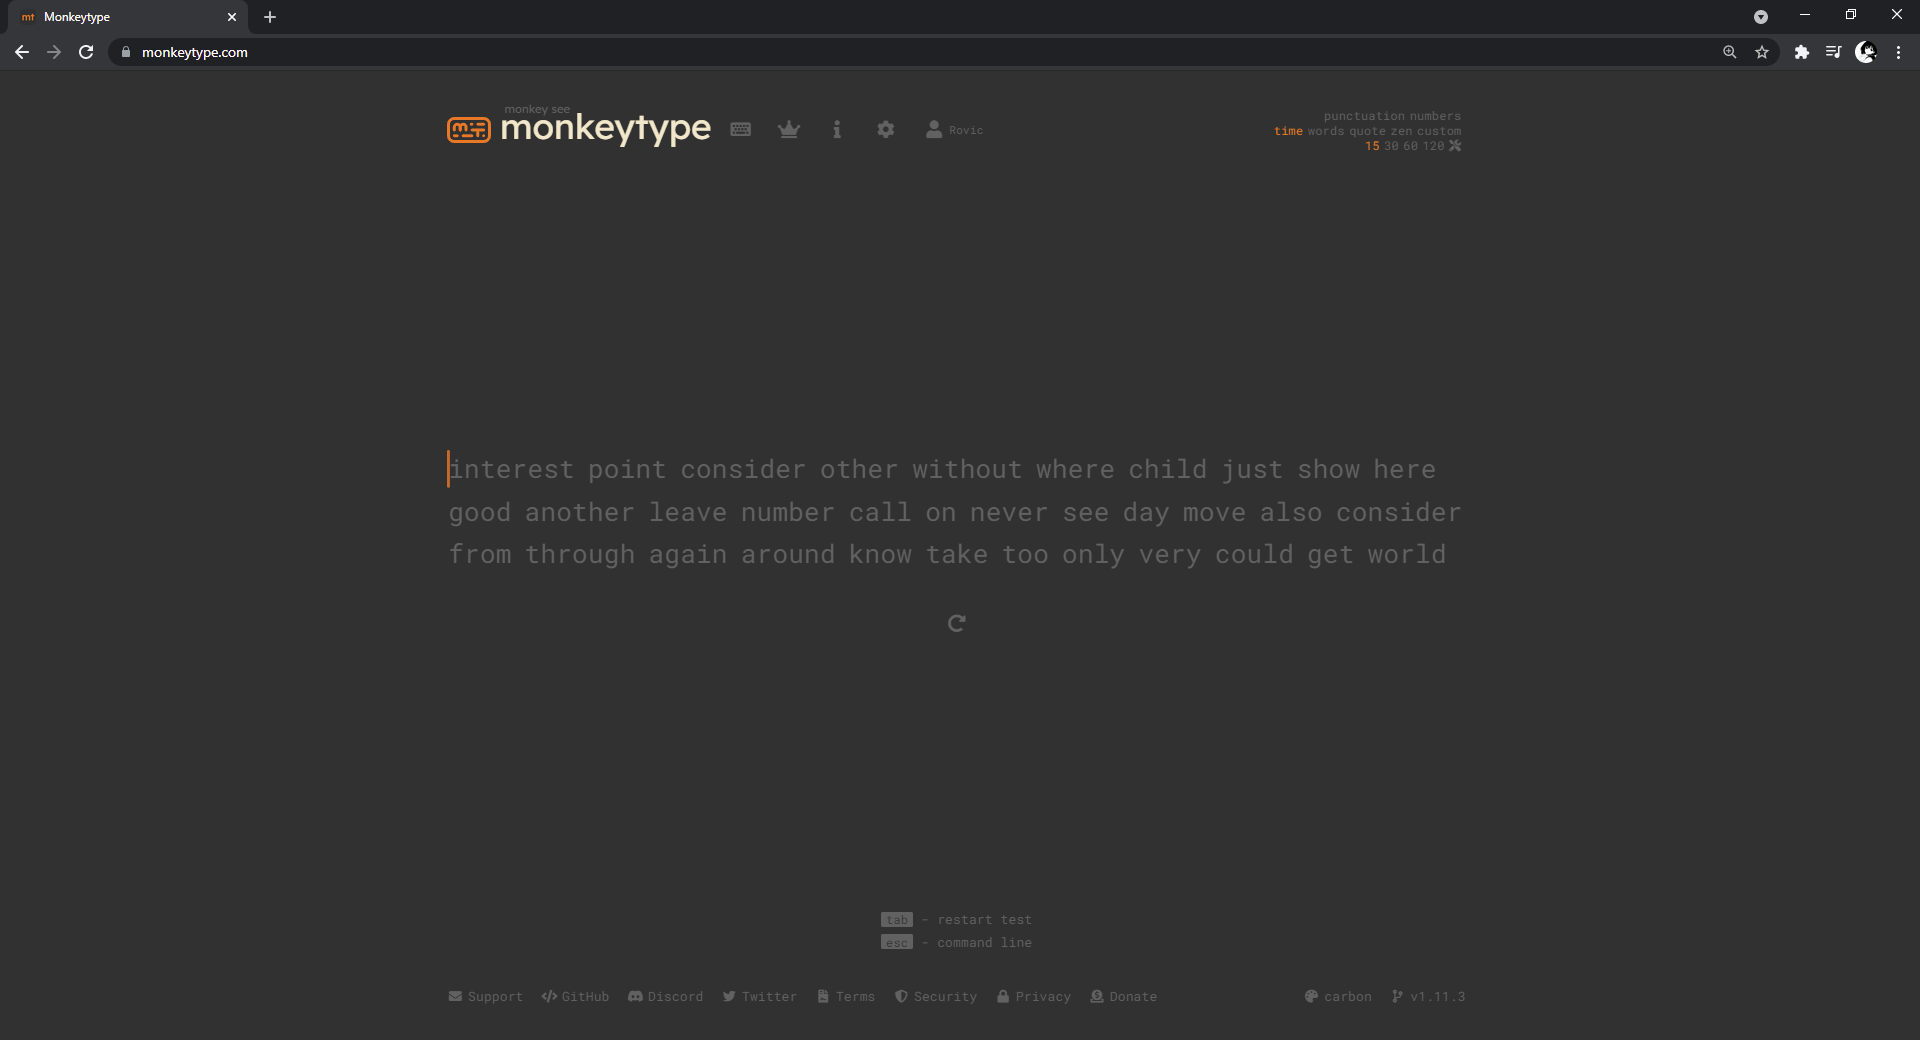 mt Monkeytype
monkeytype.com
monkey see
monkeytype
Rovic
punctuation numbers
time words quote zen custom
15 30 60 120
interest point consider other without where child just show here
good another leave number call on never see day move also consider
from through again around know take too only very could get world
tab - restart test
esc - command line
Support GitHub Discord Twitter Terms Security Privacy Donate carbon v1.11.3